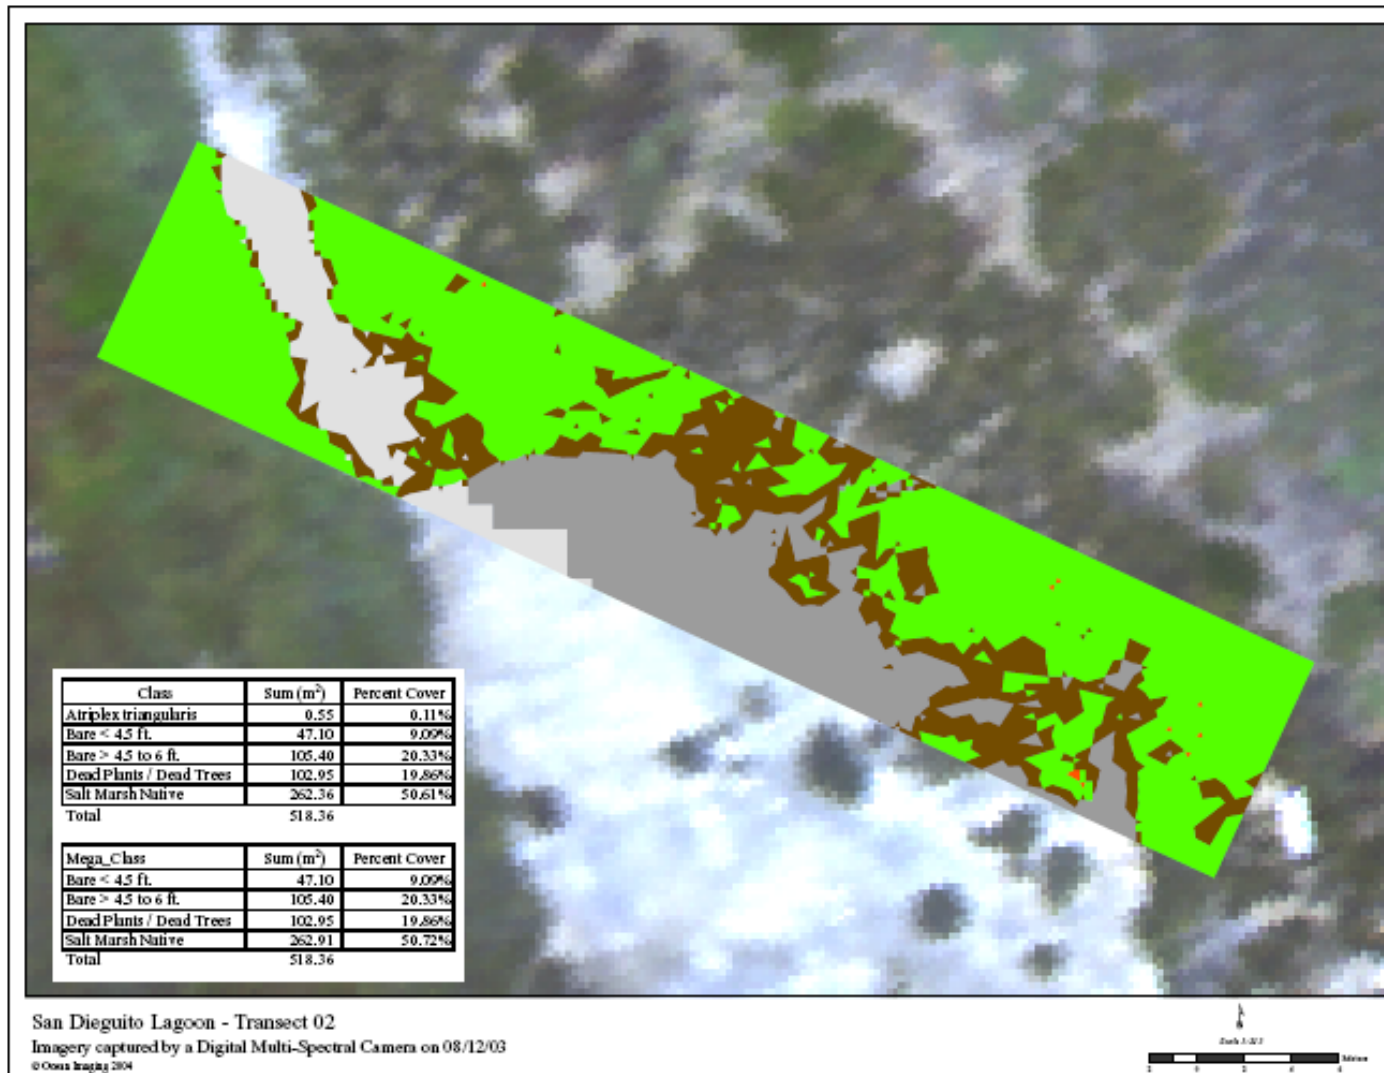 Class Sum (m²) Percent Cover
Atriplex triangularis 0.55 0.11%
Bare < 4.5 ft. 47.10 9.09%
Bare > 4.5 to 6 ft. 105.40 20.33%
Dead Plants / Dead Trees 102.95 19.86%
Salt Marsh Native 262.36 50.61%
Total 518.36
Mega_Class Sum (m²) Percent Cover
Bare < 4.5 ft. 47.10 9.09%
Bare > 4.5 to 6 ft. 105.40 20.33%
Dead Plants / Dead Trees 102.95 19.86%
Salt Marsh Native 262.91 50.72%
Total 518.36
San Dieguito Lagoon - Transect 02
Imagery captured by a Digital Multi-Spectral Camera on 08/12/03
© Ocean Imaging 2004